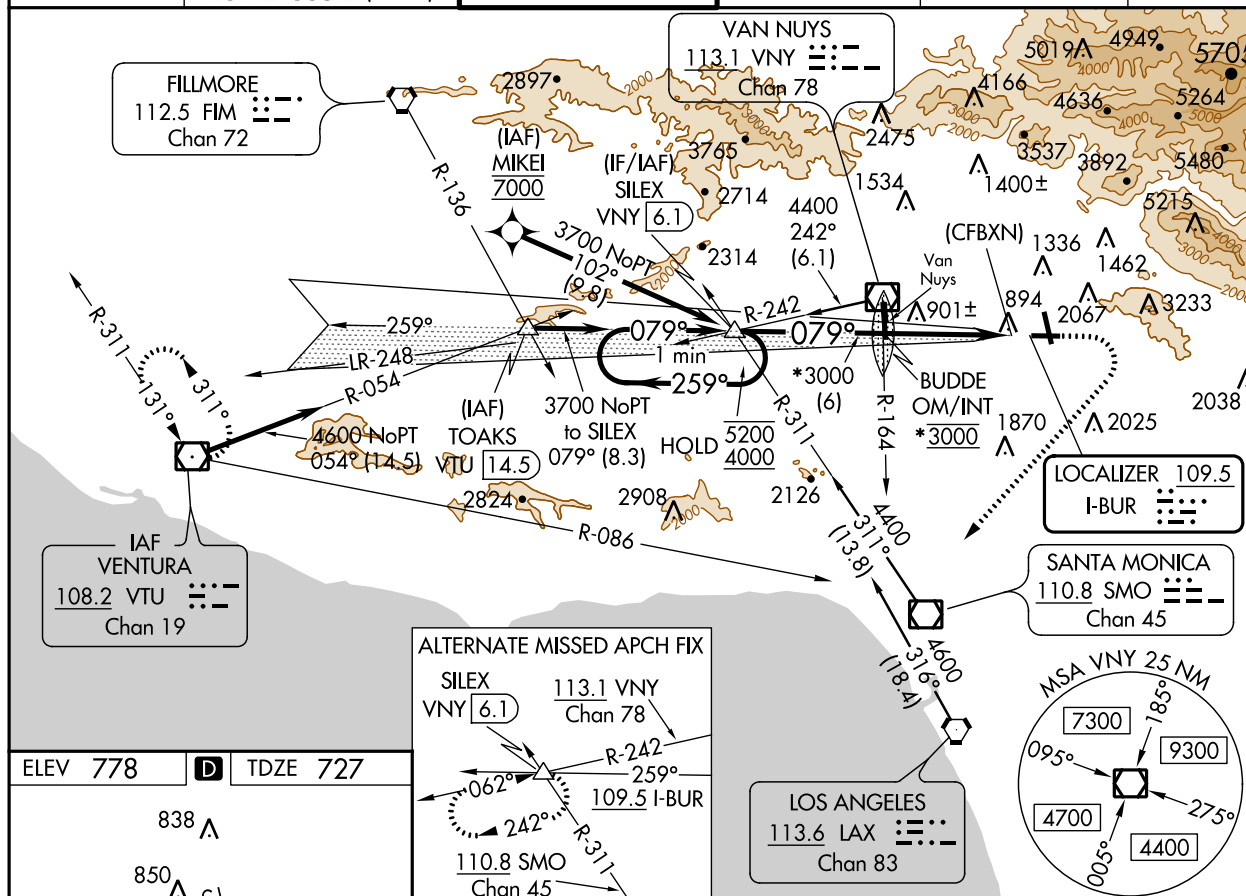 VAN NUYS
113.1 VNY
Chan 78
FILLMORE
112.5 FIM
Chan 72
2897
5019
4949
5705
4166
4636
5264
2475
3765
3537
3892
5480
(IAF)
MIKEI
7000
(IF/IAF)
SILEX
VNY 6.1
2714
1534
1400±
5215
R-136
4400
242°
(6.1)
(CFBXN)
1336
1462
3700 NoPT
102°
(9.8)
2314
Van
Nuys
R-242
901±
894
2067
3233
R-311
259°
079°
079°
LR-248
1 min
259°
*3000
(6)
BUDDE
OM/INT
*3000
R-054
131°
311°
(IAF)
TOAKS
VTU 14.5
3700 NoPT
to SILEX
079° (8.3)
HOLD
5200
4000
R-311
R-164
1870
2025
2038
4600 NoPT
054° (14.5)
2824
2908
2126
LOCALIZER 109.5
I-BUR
R-086
4400
311°
(13.8)
IAF
VENTURA
108.2 VTU
Chan 19
SANTA MONICA
110.8 SMO
Chan 45
4600
316°
(18.4)
ALTERNATE MISSED APCH FIX
SILEX
VNY 6.1
113.1 VNY
Chan 78
R-242
259°
109.5 I-BUR
062°
242°
R-311
110.8 SMO
Chan 45
MSA VNY 25 NM
185°
7300
9300
095°
275°
4700
4400
005°
LOS ANGELES
113.6 LAX
Chan 83
ELEV 778 D TDZE 727
838
850